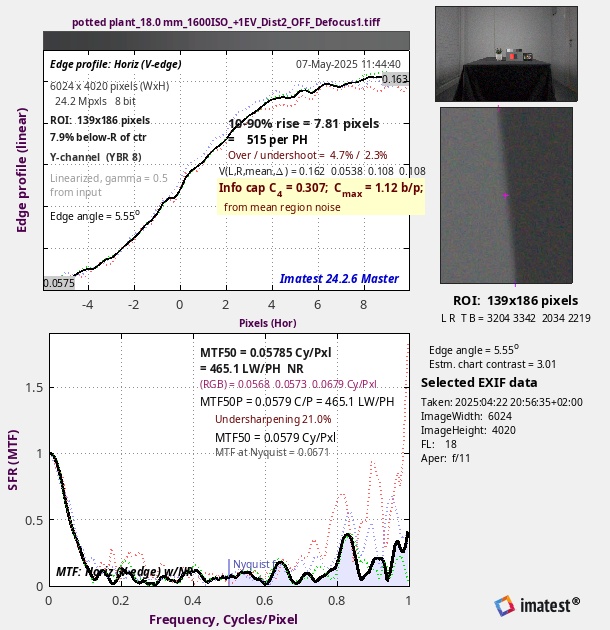 potted plant_18.0 mm_1600ISO_+1EV_Dist2_OFF_Defocus1.tiff
Edge profile: Horiz (V-edge)
07-May-2025 11:44:40
0.163
6024 x 4020 pixels (WxH)
24.2 Mpxls 8 bit
ROI: 139x186 pixels
7.9% below-R of ctr
Y-channel (YBR 8)
Linearized, gamma = 0.5
from input
Edge angle = 5.55°
10-90% rise = 7.81 pixels
= 515 per PH
Over / undershoot = 4.7% / 2.3%
V(L,R,mean,Δ) = 0.162 0.0538 0.108 0.108
Info cap C4 = 0.307; Cmax = 1.12 b/p;
from mean region noise
Edge profile (linear)
0.0575
Imatest 24.2.6 Master
-4 -2 0 2 4 6 8
Pixels (Hor)
ROI: 139x186 pixels
L R T B = 3204 3342 2034 2219
Edge angle = 5.55°
Estm. chart contrast = 3.01
Selected EXIF data
Taken: 2025:04:22 20:56:35+02:00
ImageWidth: 6024
ImageHeight: 4020
FL: 18
Aper: f/11
MTF50 = 0.05785 Cy/Pxl
= 465.1 LW/PH NR
(RGB) = 0.0568 0.0573 0.0679 Cy/Pxl
MTF50P = 0.0579 C/P = 465.1 LW/PH
Undersharpening 21.0%
MTF50 = 0.0579 Cy/Pxl
MTF at Nyquist = 0.0671
SFR (MTF)
1.5
1
0.5
0
Nyquist f
MTF: Horiz (V-edge) w/NR
0 0.2 0.4 0.6 0.8 1
Frequency, Cycles/Pixel
imatest®